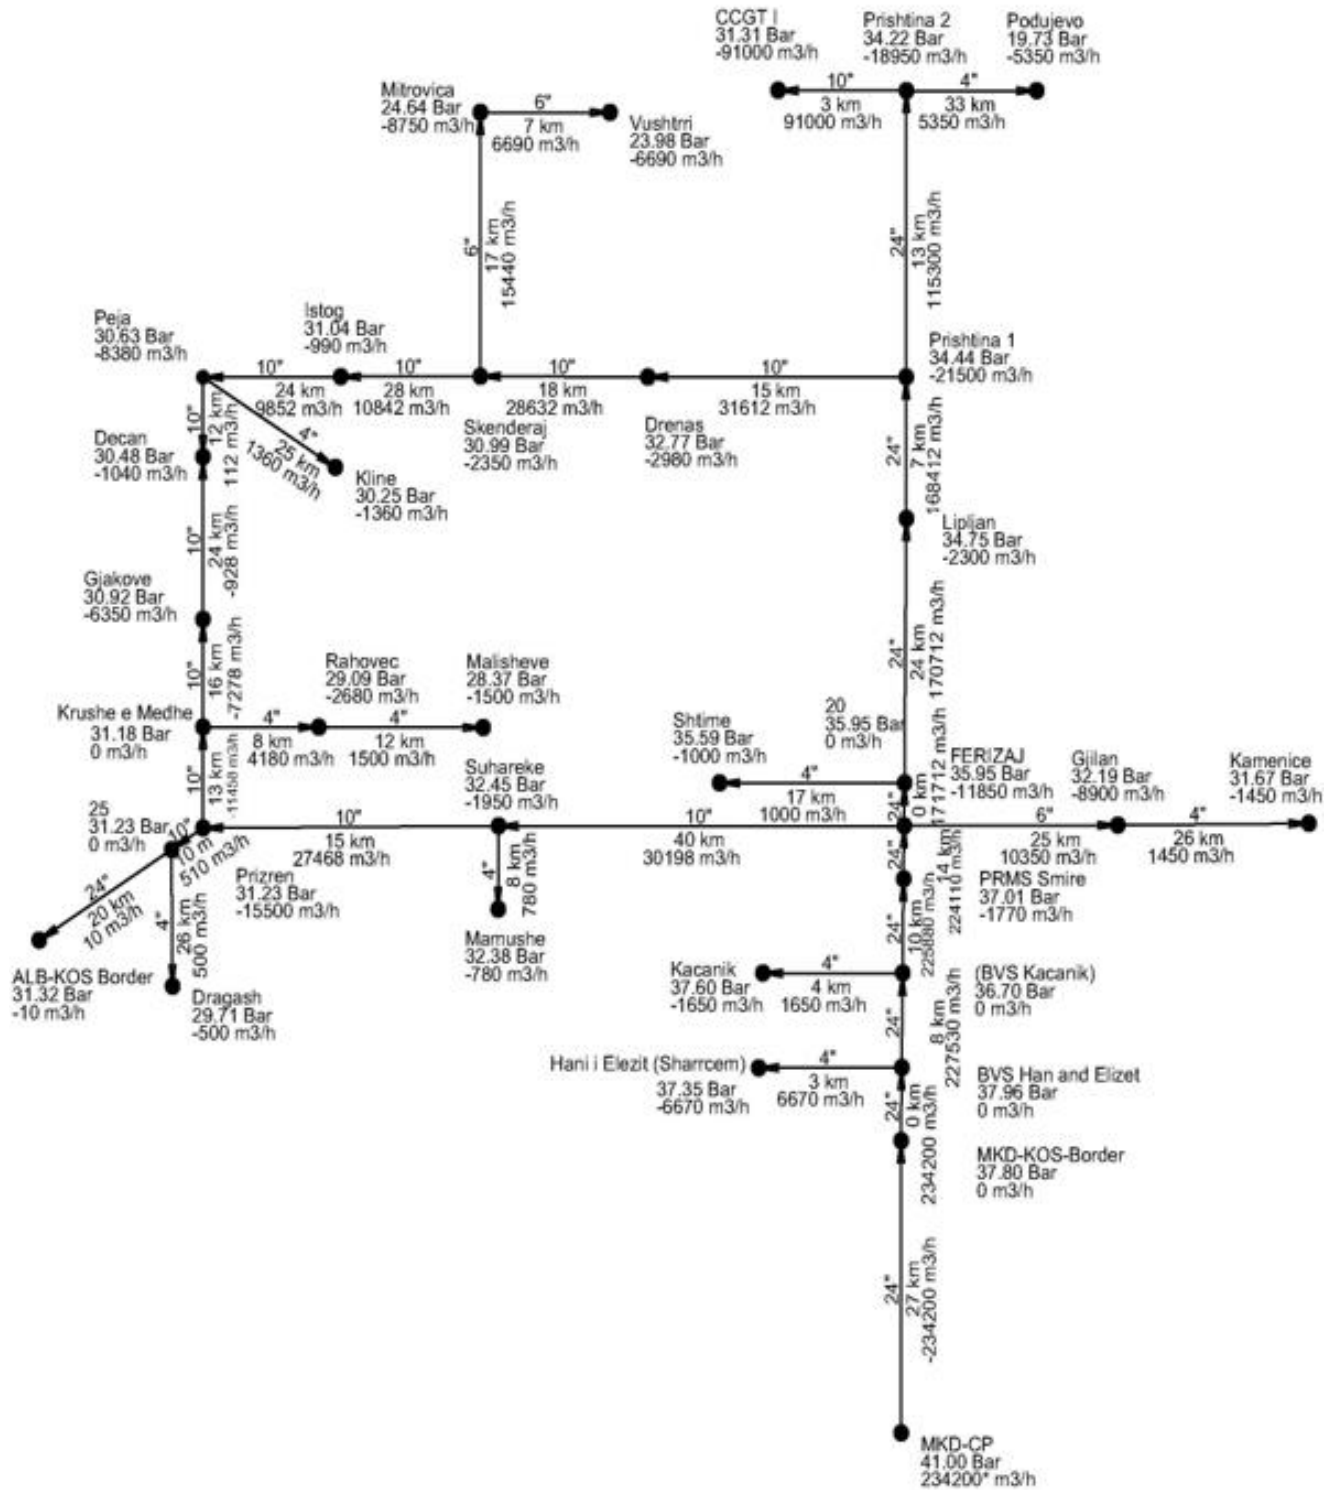 CCGT I
31.31 Bar
-91000 m3/h
Prishtina 2
34.22 Bar
-18950 m3/h
Podujevo
19.73 Bar
-5350 m3/h
10"
3 km
91000 m3/h
4"
33 km
5350 m3/h
Mitrovica
24.64 Bar
-8750 m3/h
6"
7 km
6690 m3/h
Vushtrri
23.98 Bar
-6690 m3/h
6"
17 km
15440 m3/h
24"
13 km
115300 m3/h
Peja
30.63 Bar
-8380 m3/h
Istog
31.04 Bar
-990 m3/h
10"
24 km
9852 m3/h
10"
28 km
10842 m3/h
10"
18 km
28632 m3/h
10"
15 km
31612 m3/h
Prishtina 1
34.44 Bar
-21500 m3/h
Skenderaj
30.99 Bar
-2350 m3/h
Drenas
32.77 Bar
-2980 m3/h
10"
12 km
112 m3/h
Decan
30.48 Bar
-1040 m3/h
4"
25 km
1360 m3/h
Kline
30.25 Bar
-1360 m3/h
24"
7 km
168412 m3/h
Lipljan
34.75 Bar
-2300 m3/h
10"
24 km
-928 m3/h
Gjakove
30.92 Bar
-6350 m3/h
10"
16 km
-7278 m3/h
24"
24 km
170712 m3/h
Krushe e Medhe
31.18 Bar
0 m3/h
Rahovec
29.09 Bar
-2680 m3/h
Malisheve
28.37 Bar
-1500 m3/h
4"
8 km
4180 m3/h
4"
12 km
1500 m3/h
Shtime
35.59 Bar
-1000 m3/h
20
35.95 Bar
0 m3/h
4"
17 km
1000 m3/h
24"
0 km
171712 m3/h
FERIZAJ
35.95 Bar
-11850 m3/h
Gjilan
32.19 Bar
-8900 m3/h
Kamenice
31.67 Bar
-1450 m3/h
10"
13 km
-11458 m3/h
25
31.23 Bar
0 m3/h
Suhareke
32.45 Bar
-1950 m3/h
10"
15 km
27468 m3/h
10"
40 km
30198 m3/h
6"
25 km
10350 m3/h
4"
26 km
1450 m3/h
10"
10 m
510 m3/h
Prizren
31.23 Bar
-15500 m3/h
4"
8 km
780 m3/h
Mamushe
32.38 Bar
-780 m3/h
24"
14 km
224110 m3/h
PRMS Smire
37.01 Bar
-1770 m3/h
24"
20 km
10 m3/h
ALB-KOS Border
31.32 Bar
-10 m3/h
4"
26 km
500 m3/h
Dragash
29.71 Bar
-500 m3/h
24"
10 km
225880 m3/h
Kacanik
37.60 Bar
-1650 m3/h
4"
4 km
1650 m3/h
(BVS Kacanik)
36.70 Bar
0 m3/h
24"
8 km
227530 m3/h
Hani i Elezit (Sharrcem)
37.35 Bar
-6670 m3/h
4"
3 km
6670 m3/h
BVS Han and Elizet
37.96 Bar
0 m3/h
24"
0 km
234200 m3/h
MKD-KOS-Border
37.80 Bar
0 m3/h
24"
27 km
-234200 m3/h
MKD-CP
41.00 Bar
234200* m3/h